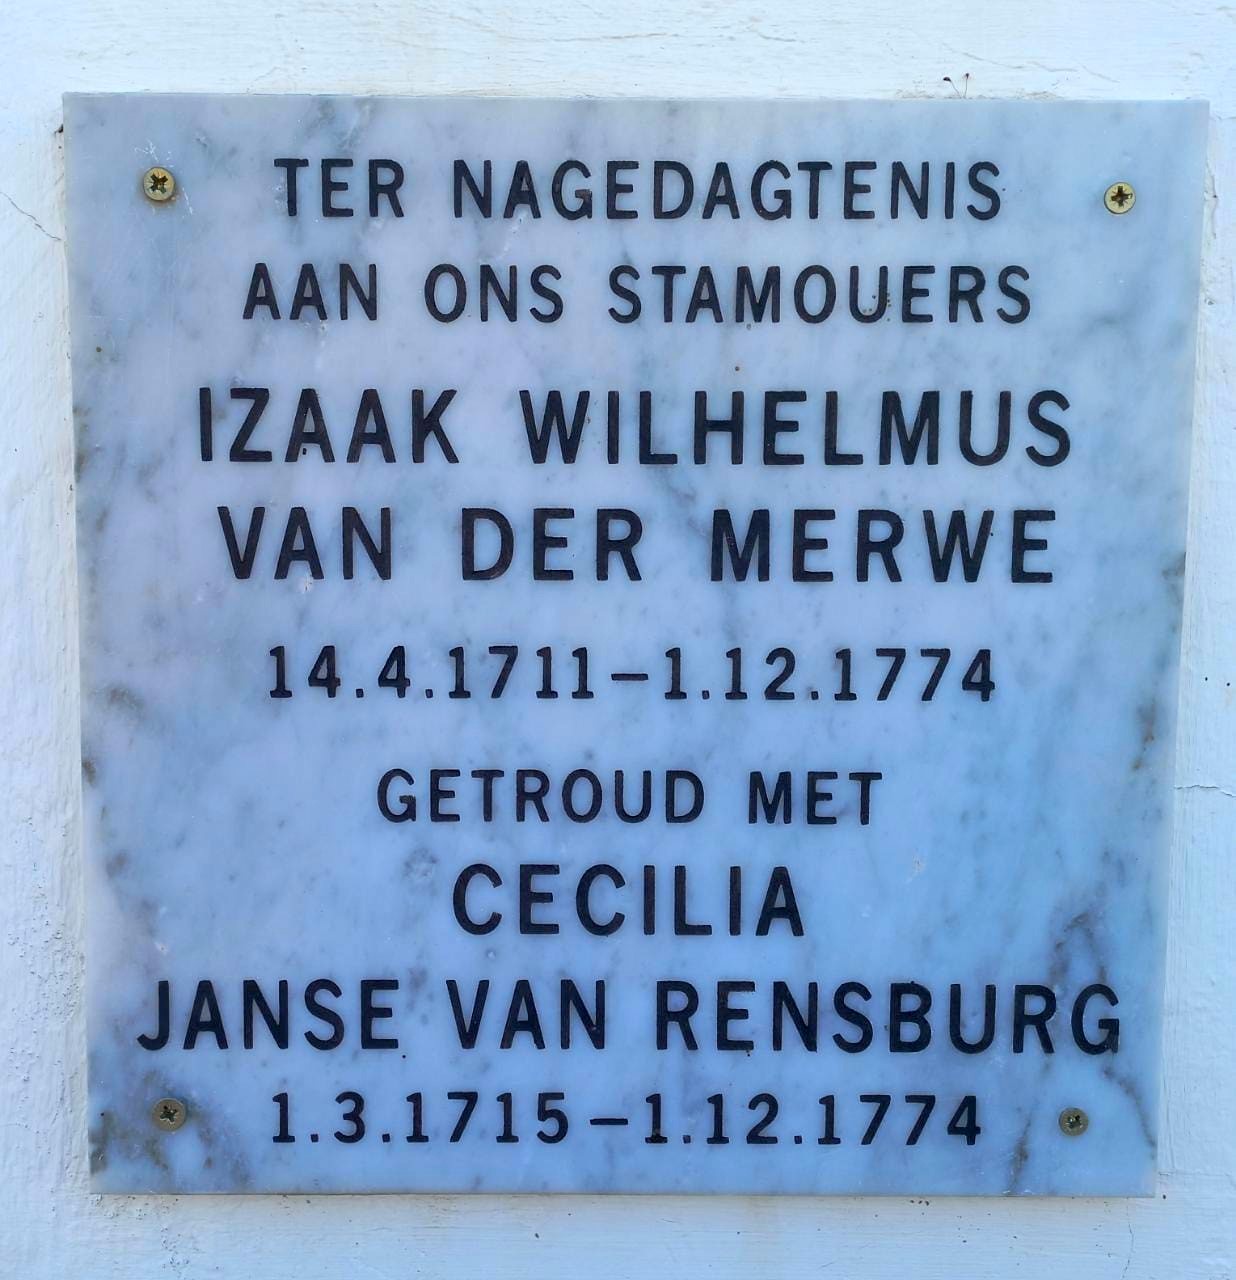 TER NAGEDAGTENIS
AAN ONS STAMOUERS
IZAAK WILHELMUS
VAN DER MERWE
14.4.1711–1.12.1774
GETROUD MET
CECILIA
JANSE VAN RENSBURG
1.3.1715–1.12.1774